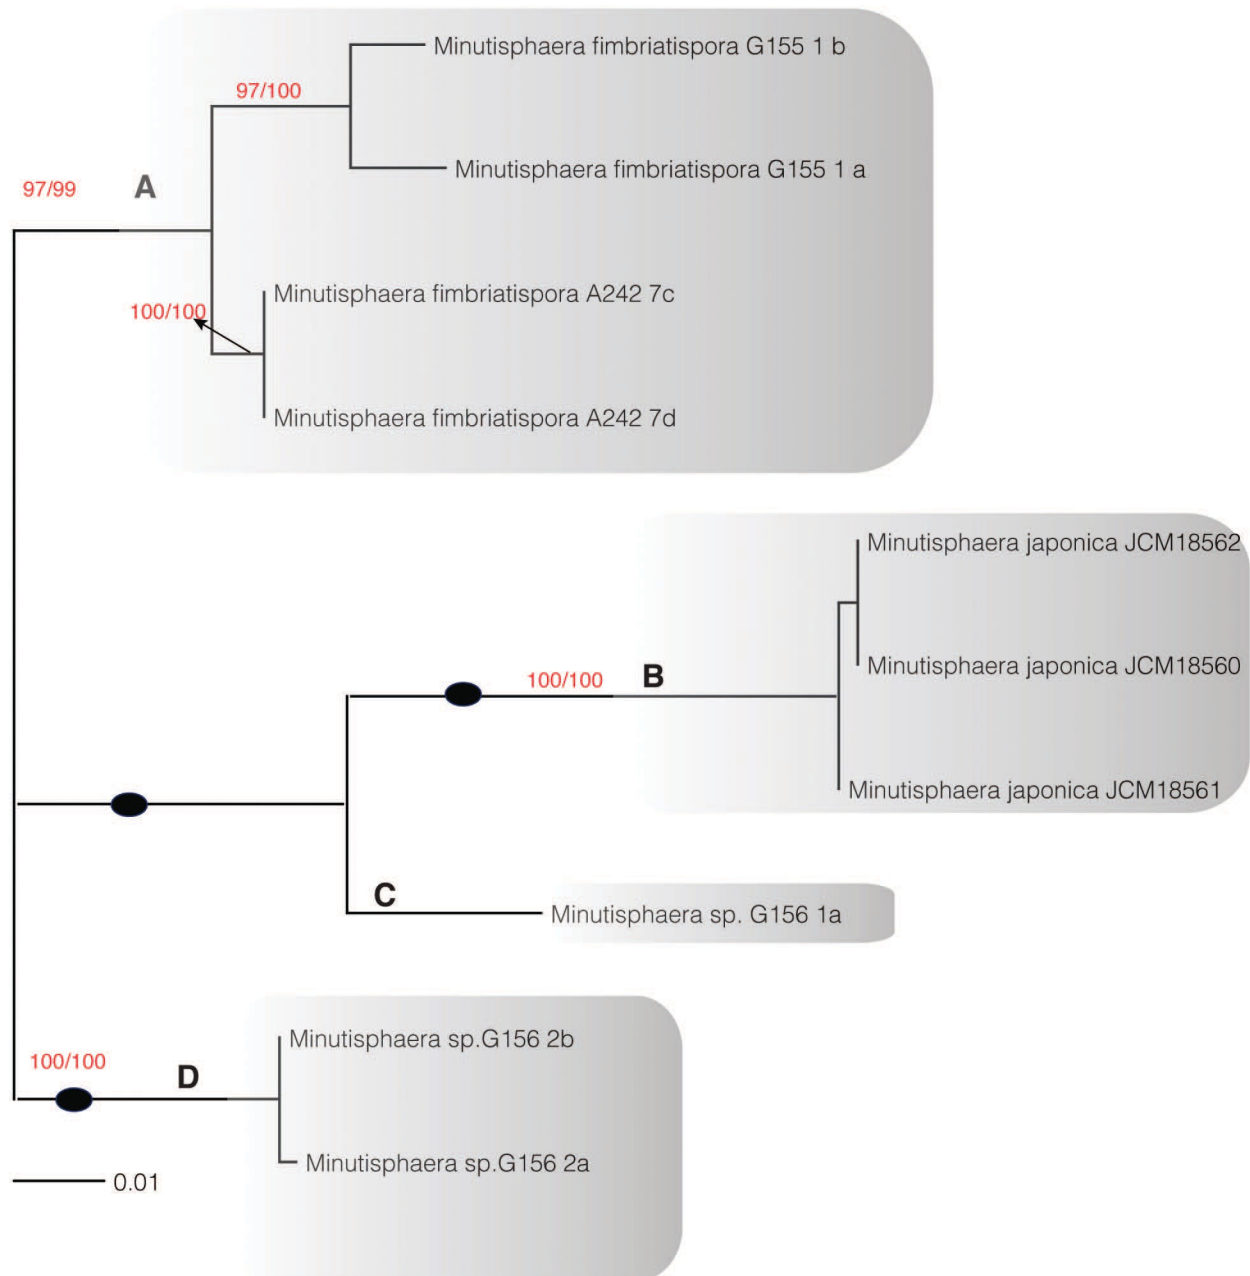 Minutisphaera fimbriatispora G155 1 b
97/100
Minutisphaera fimbriatispora G155 1 a
97/99
A
Minutisphaera fimbriatispora A242 7c
100/100
Minutisphaera fimbriatispora A242 7d
Minutisphaera japonica JCM18562
Minutisphaera japonica JCM18560
100/100
B
Minutisphaera japonica JCM18561
C
Minutisphaera sp. G156 1a
Minutisphaera sp.G156 2b
100/100
D
Minutisphaera sp.G156 2a
0.01